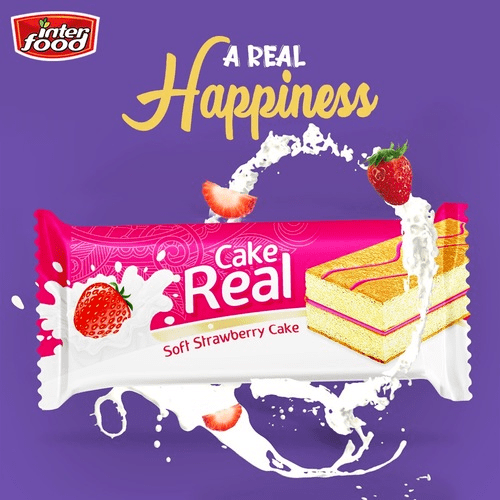 inter
food
A REAL
Happiness
Cake
Real
Soft Strawberry Cake